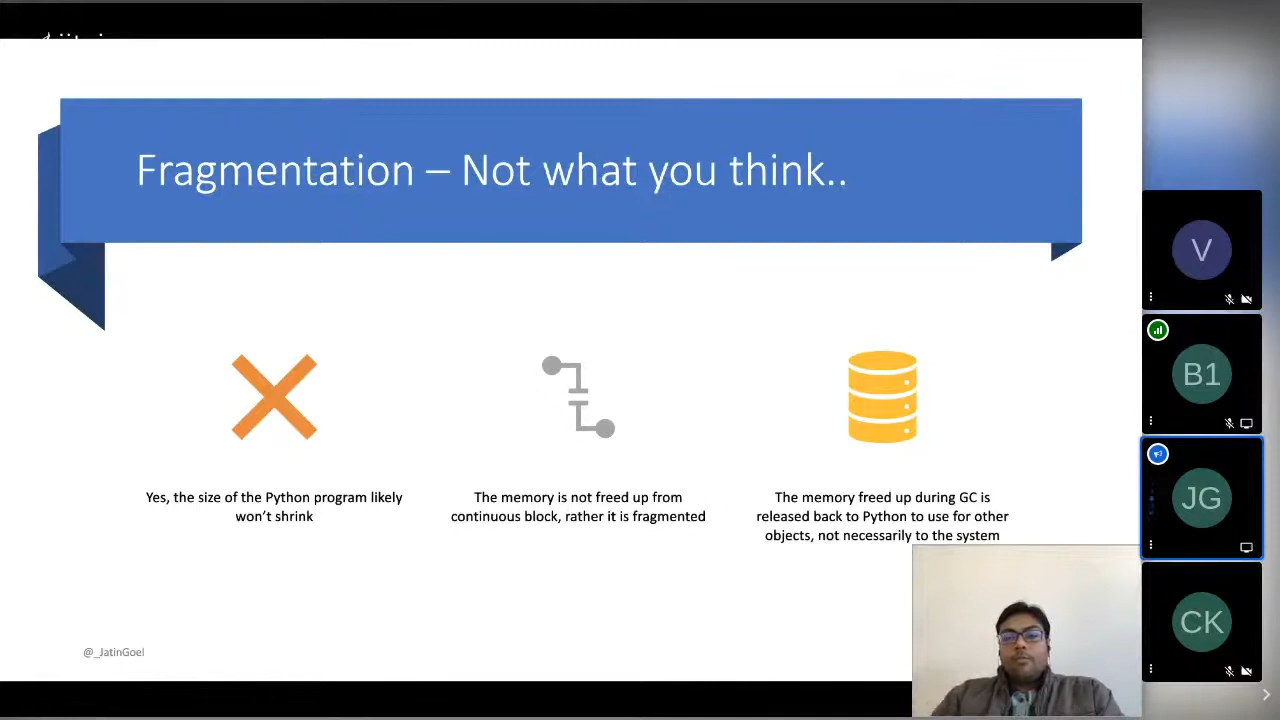 Fragmentation – Not what you think..
Yes, the size of the Python program likely
won't shrink
The memory is not freed up from
continuous block, rather it is fragmented
The memory freed up during GC is
released back to Python to use for other
objects, not necessarily to the system
@_JatinGoel
V
B1
JG
CK